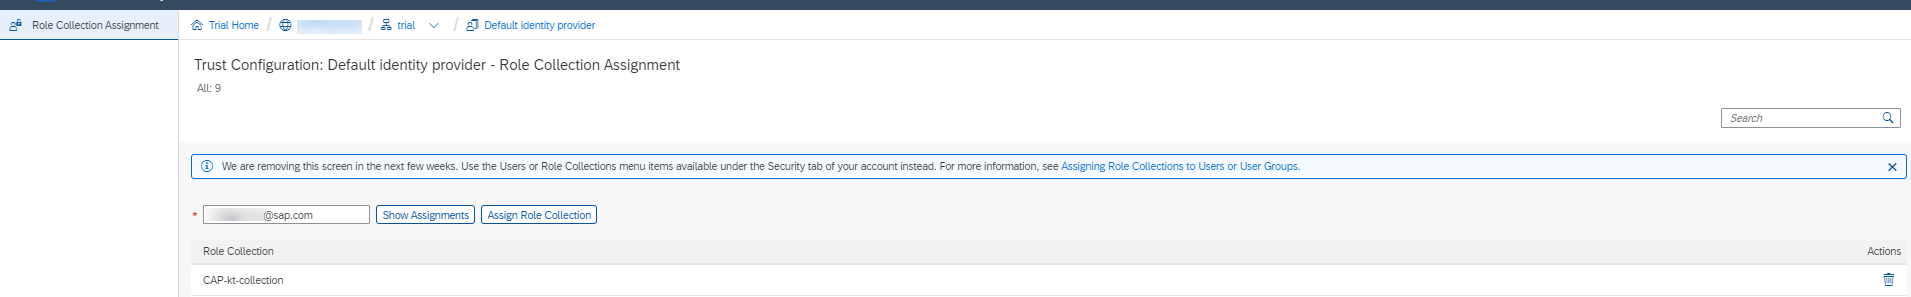 Role Collection Assignment
Trial Home / / trial / Default identity provider
Trust Configuration: Default identity provider - Role Collection Assignment
All: 9
Search
We are removing this screen in the next few weeks. Use the Users or Role Collections menu items available under the Security tab of your account instead. For more information, see Assigning Role Collections to Users or User Groups.
* @sap.com Show Assignments Assign Role Collection
Role Collection Actions
CAP-kt-collection